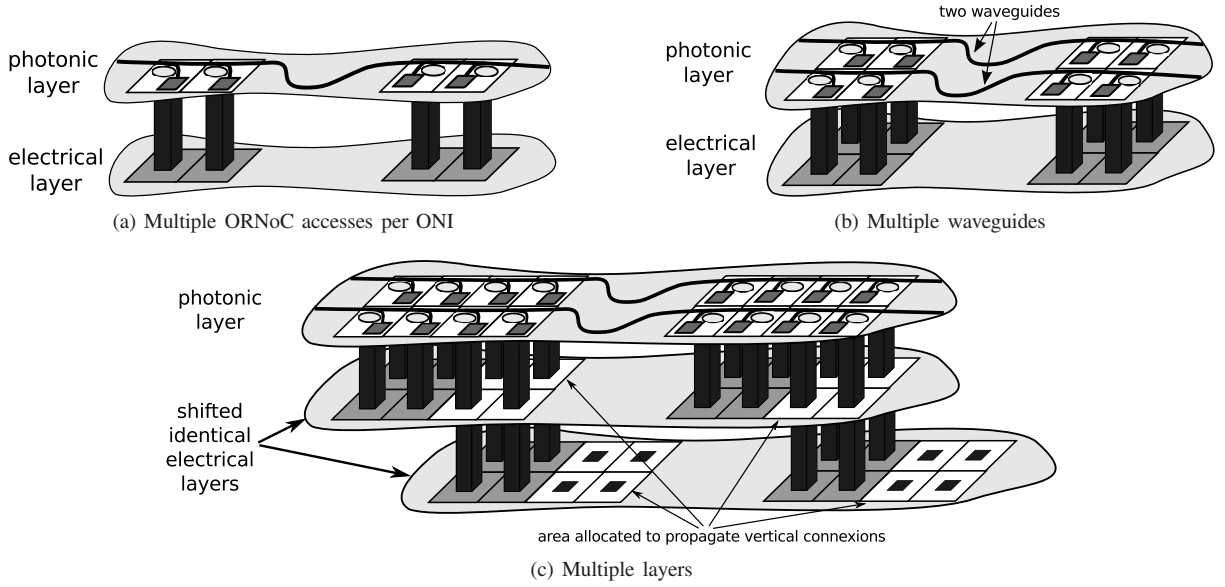 photonic
layer
electrical
layer
(a) Multiple ORNoC accesses per ONI
two waveguides
photonic
layer
electrical
layer
(b) Multiple waveguides
photonic
layer
shifted
identical
electrical
layers
area allocated to propagate vertical connexions
(c) Multiple layers